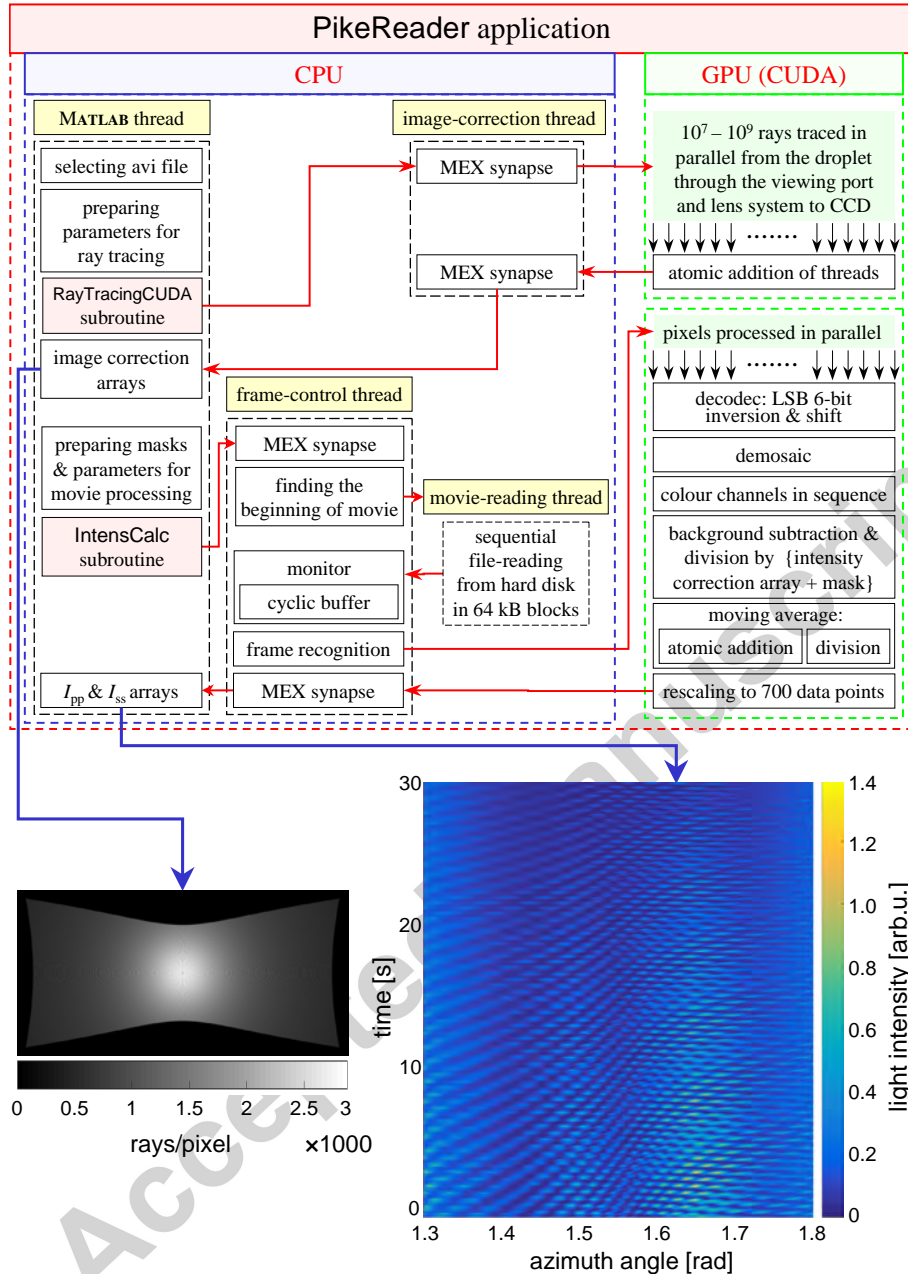 PikeReader application
CPU
GPU (CUDA)
MATLAB thread
selecting avi file
preparing
parameters for
ray tracing
RayTracingCUDA
subroutine
image correction
arrays
preparing masks
& parameters for
movie processing
IntensCalc
subroutine
Ipp & Iss arrays
image-correction thread
MEX synapse
MEX synapse
frame-control thread
MEX synapse
finding the
beginning of movie
monitor
cyclic buffer
frame recognition
MEX synapse
movie-reading thread
sequential
file-reading
from hard disk
in 64 kB blocks
10⁷ – 10⁹ rays traced in
parallel from the droplet
through the viewing port
and lens system to CCD
.......
atomic addition of threads
pixels processed in parallel
.......
decodec: LSB 6-bit
inversion & shift
demosaic
colour channels in sequence
background subtraction &
division by {intensity
correction array + mask}
moving average:
atomic addition
division
rescaling to 700 data points
0 0.5 1 1.5 2 2.5 3
rays/pixel ×1000
30
20
10
0
time [s]
1.3 1.4 1.5 1.6 1.7 1.8
azimuth angle [rad]
1.4
1.2
1.0
0.8
0.6
0.4
0.2
0
light intensity [arb.u.]
Accepted manuscript